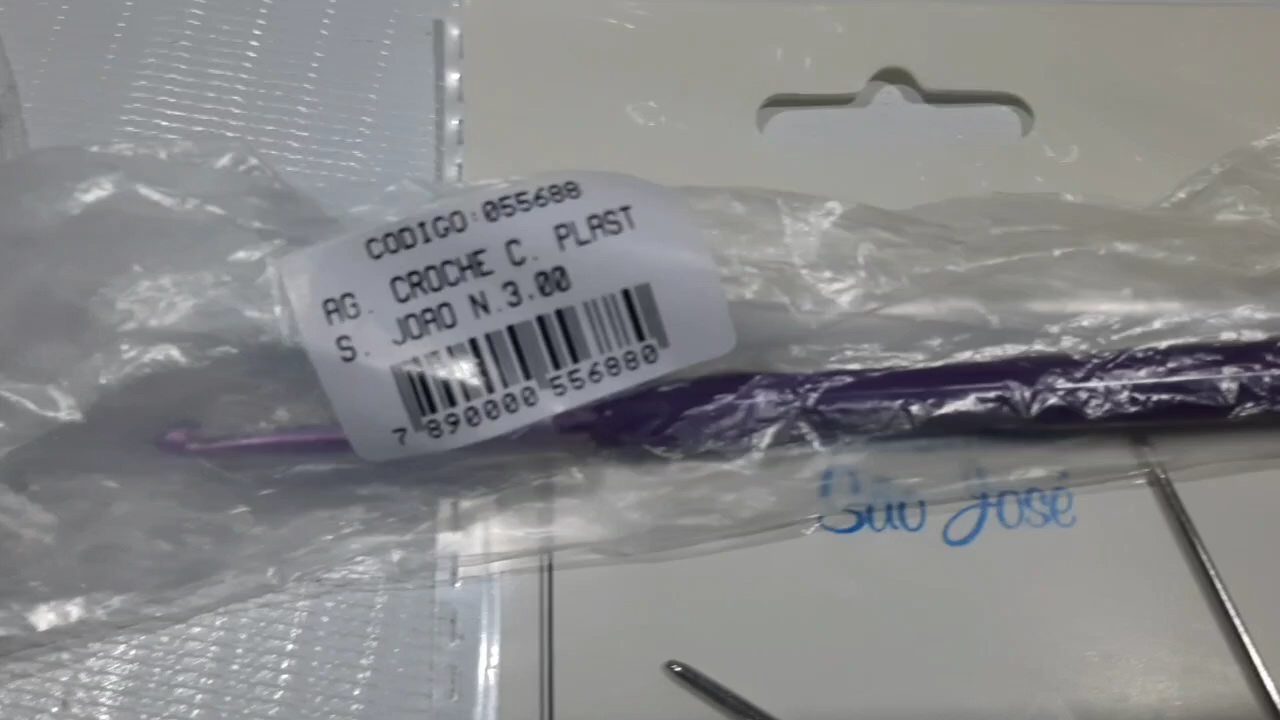 CODIGO:055688
AG. CROCHE C. PLAST
S. JOAO N.3.00
7 890000 556880
São José